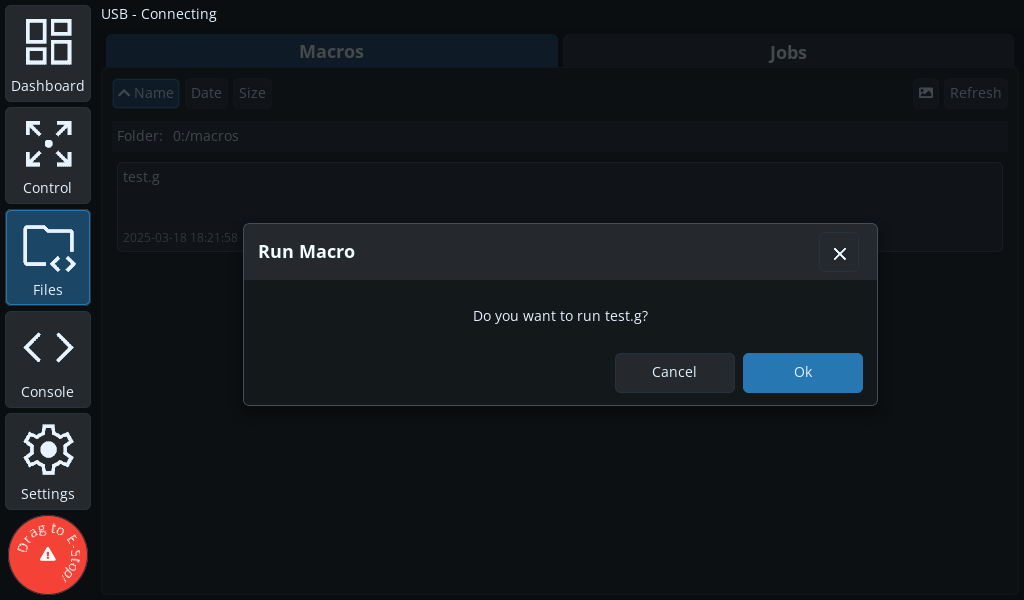 USB - Connecting
Dashboard
Control
Files
Console
Settings
Drag to E-Stop!
Macros
Jobs
Name
Date
Size
Refresh
Folder: 0:/macros
test.g
2025-03-18 18:21:58
Run Macro
Do you want to run test.g?
Cancel
Ok